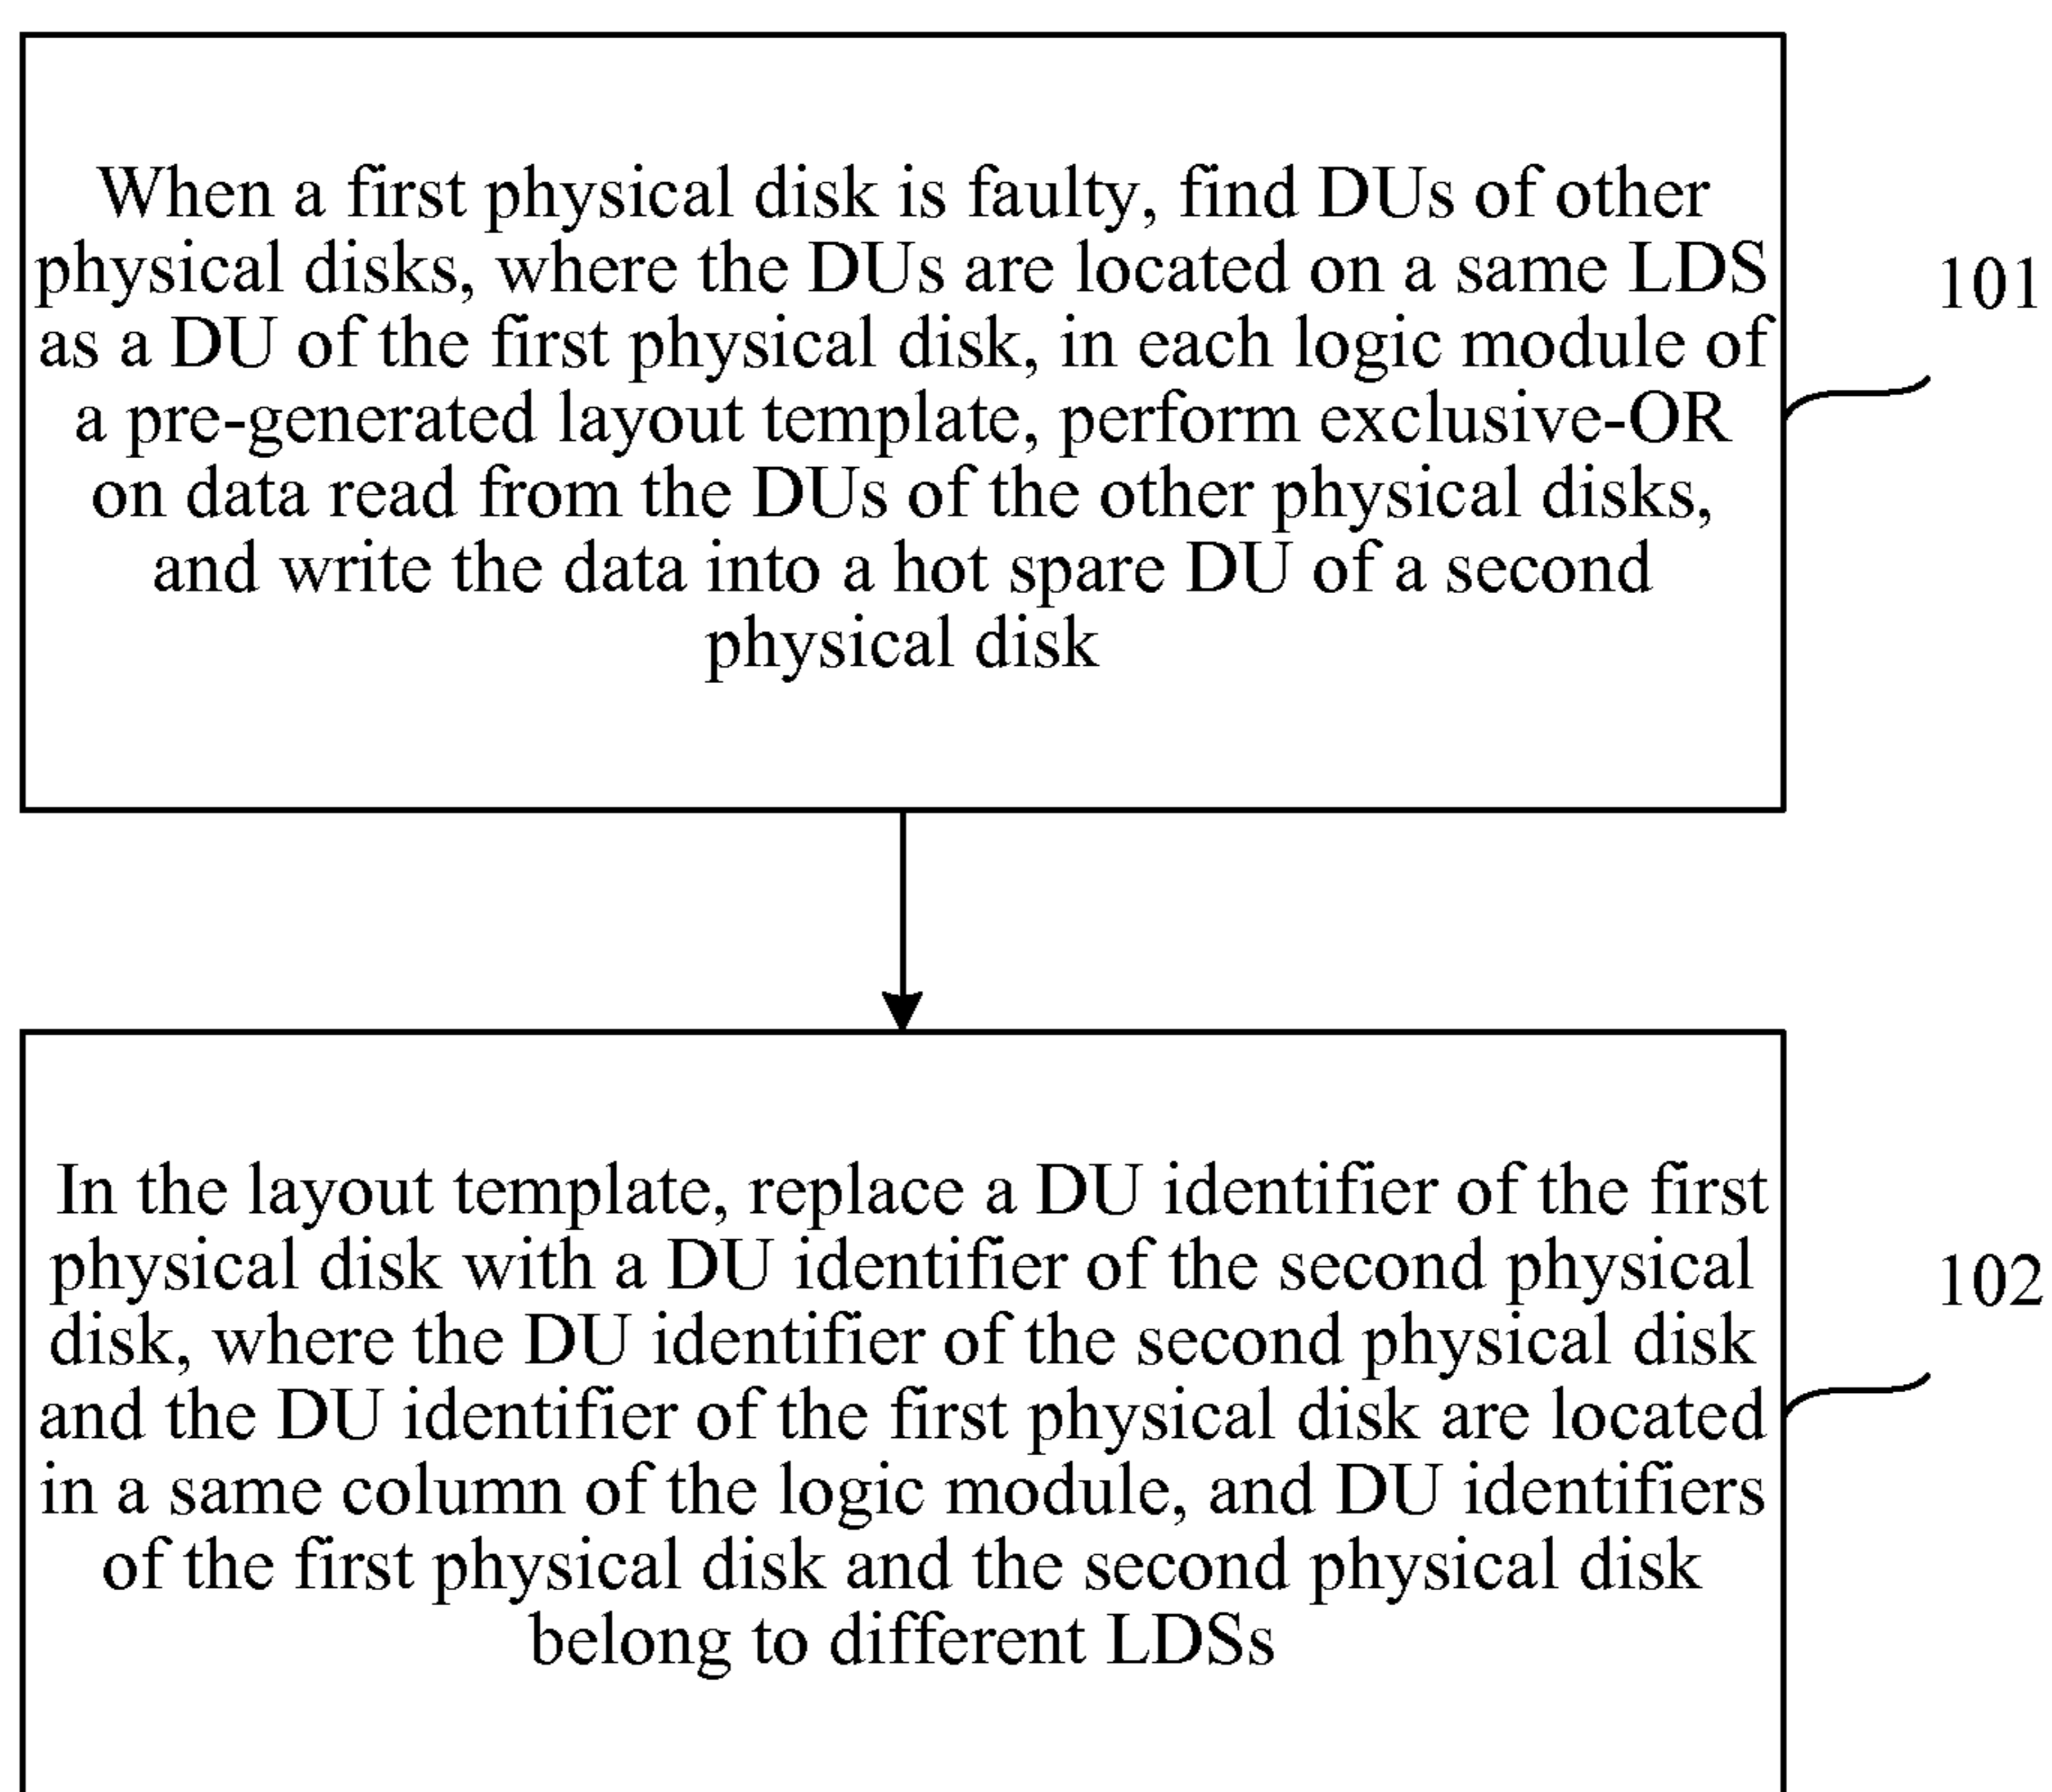 When a first physical disk is faulty, find DUs of other
physical disks, where the DUs are located on a same LDS
as a DU of the first physical disk, in each logic module of
a pre-generated layout template, perform exclusive-OR
on data read from the DUs of the other physical disks,
and write the data into a hot spare DU of a second
physical disk
101
In the layout template, replace a DU identifier of the first
physical disk with a DU identifier of the second physical
disk, where the DU identifier of the second physical disk
and the DU identifier of the first physical disk are located
in a same column of the logic module, and DU identifiers
of the first physical disk and the second physical disk
belong to different LDSs
102